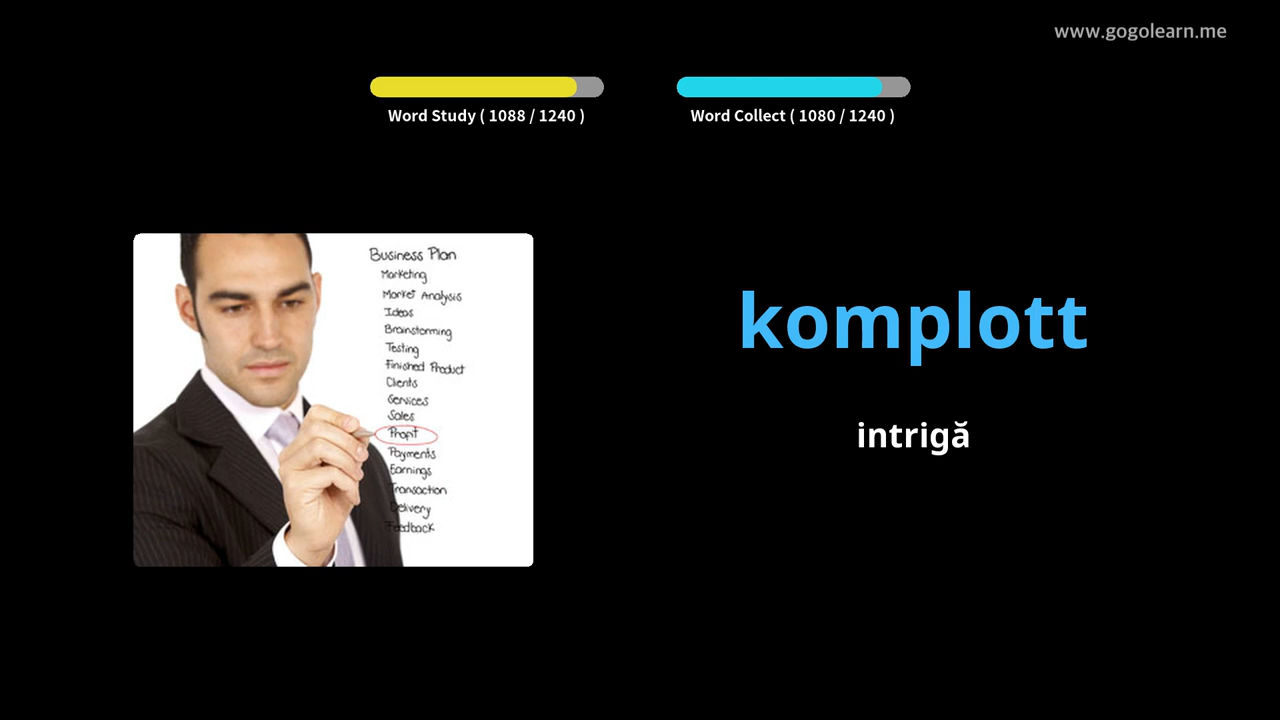 www.gogolearn.me
Word Study ( 1088 / 1240 )
Word Collect ( 1080 / 1240 )
Business Plan
Marketing
Market Analysis
Ideas
Brainstorming
Testing
Finished Product
Clients
Services
Sales
Profit
Payments
Earnings
Transaction
Delivery
Feedback
komplott
intrigă